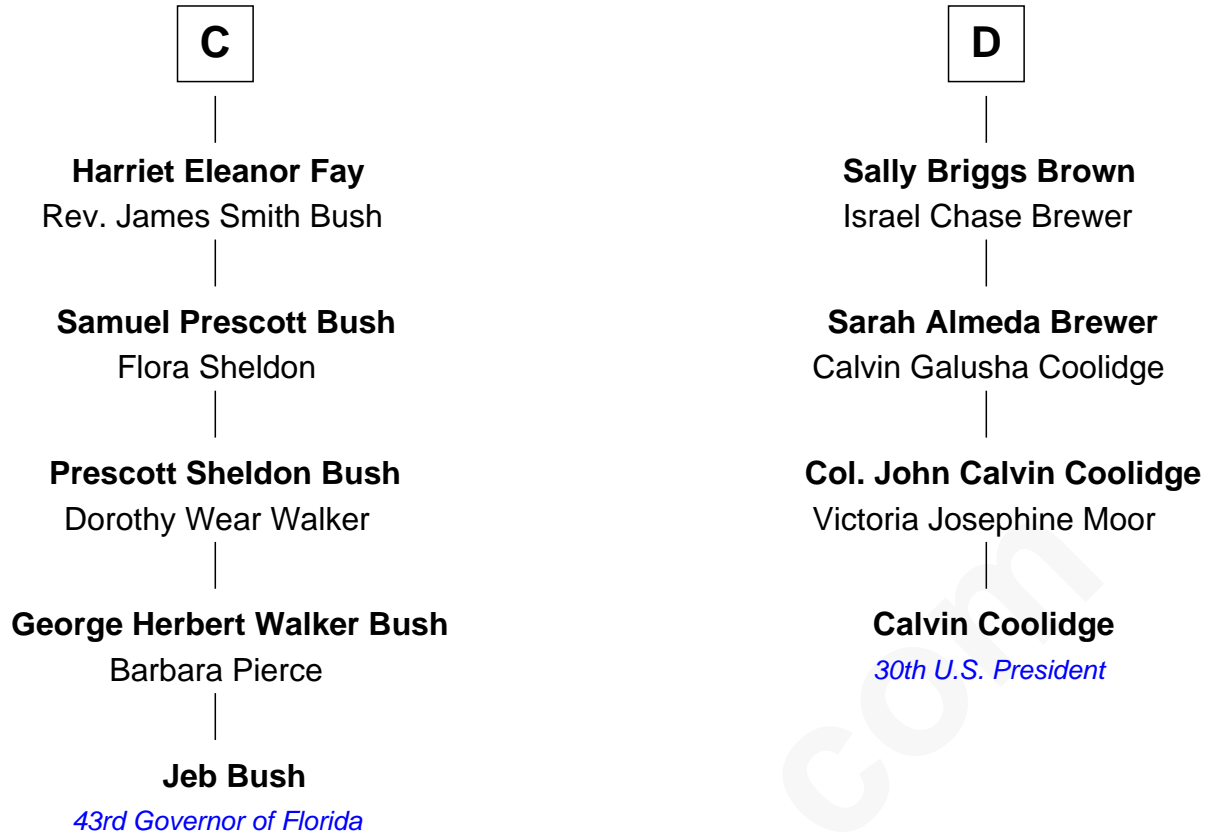 C
Harriet Eleanor Fay
Rev. James Smith Bush
Samuel Prescott Bush
Flora Sheldon
Prescott Sheldon Bush
Dorothy Wear Walker
George Herbert Walker Bush
Barbara Pierce
Jeb Bush
43rd Governor of Florida
D
Sally Briggs Brown
Israel Chase Brewer
Sarah Almeda Brewer
Calvin Galusha Coolidge
Col. John Calvin Coolidge
Victoria Josephine Moor
Calvin Coolidge
30th U.S. President
com